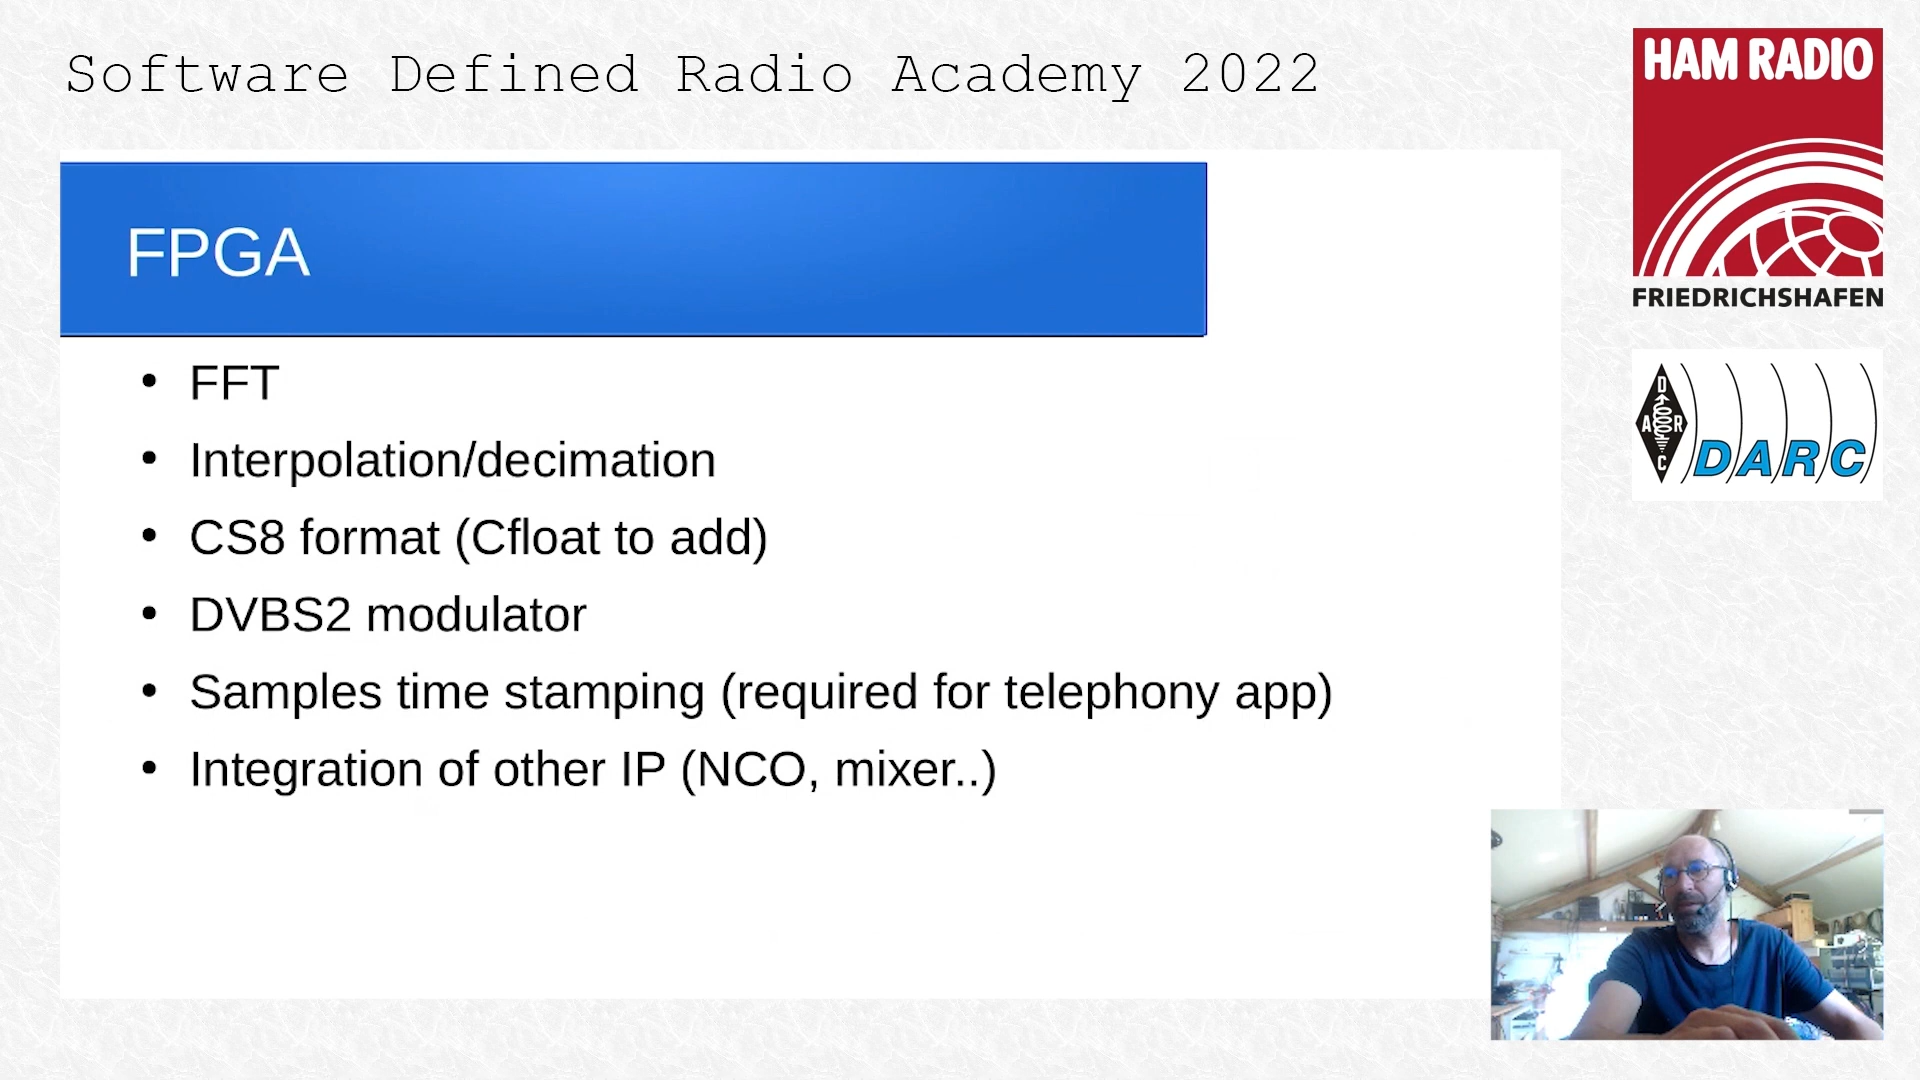 Software Defined Radio Academy 2022
HAM RADIO
FRIEDRICHSHAFEN
D
A R
C
DARC
FPGA
• FFT
• Interpolation/decimation
• CS8 format (Cfloat to add)
• DVBS2 modulator
• Samples time stamping (required for telephony app)
• Integration of other IP (NCO, mixer..)